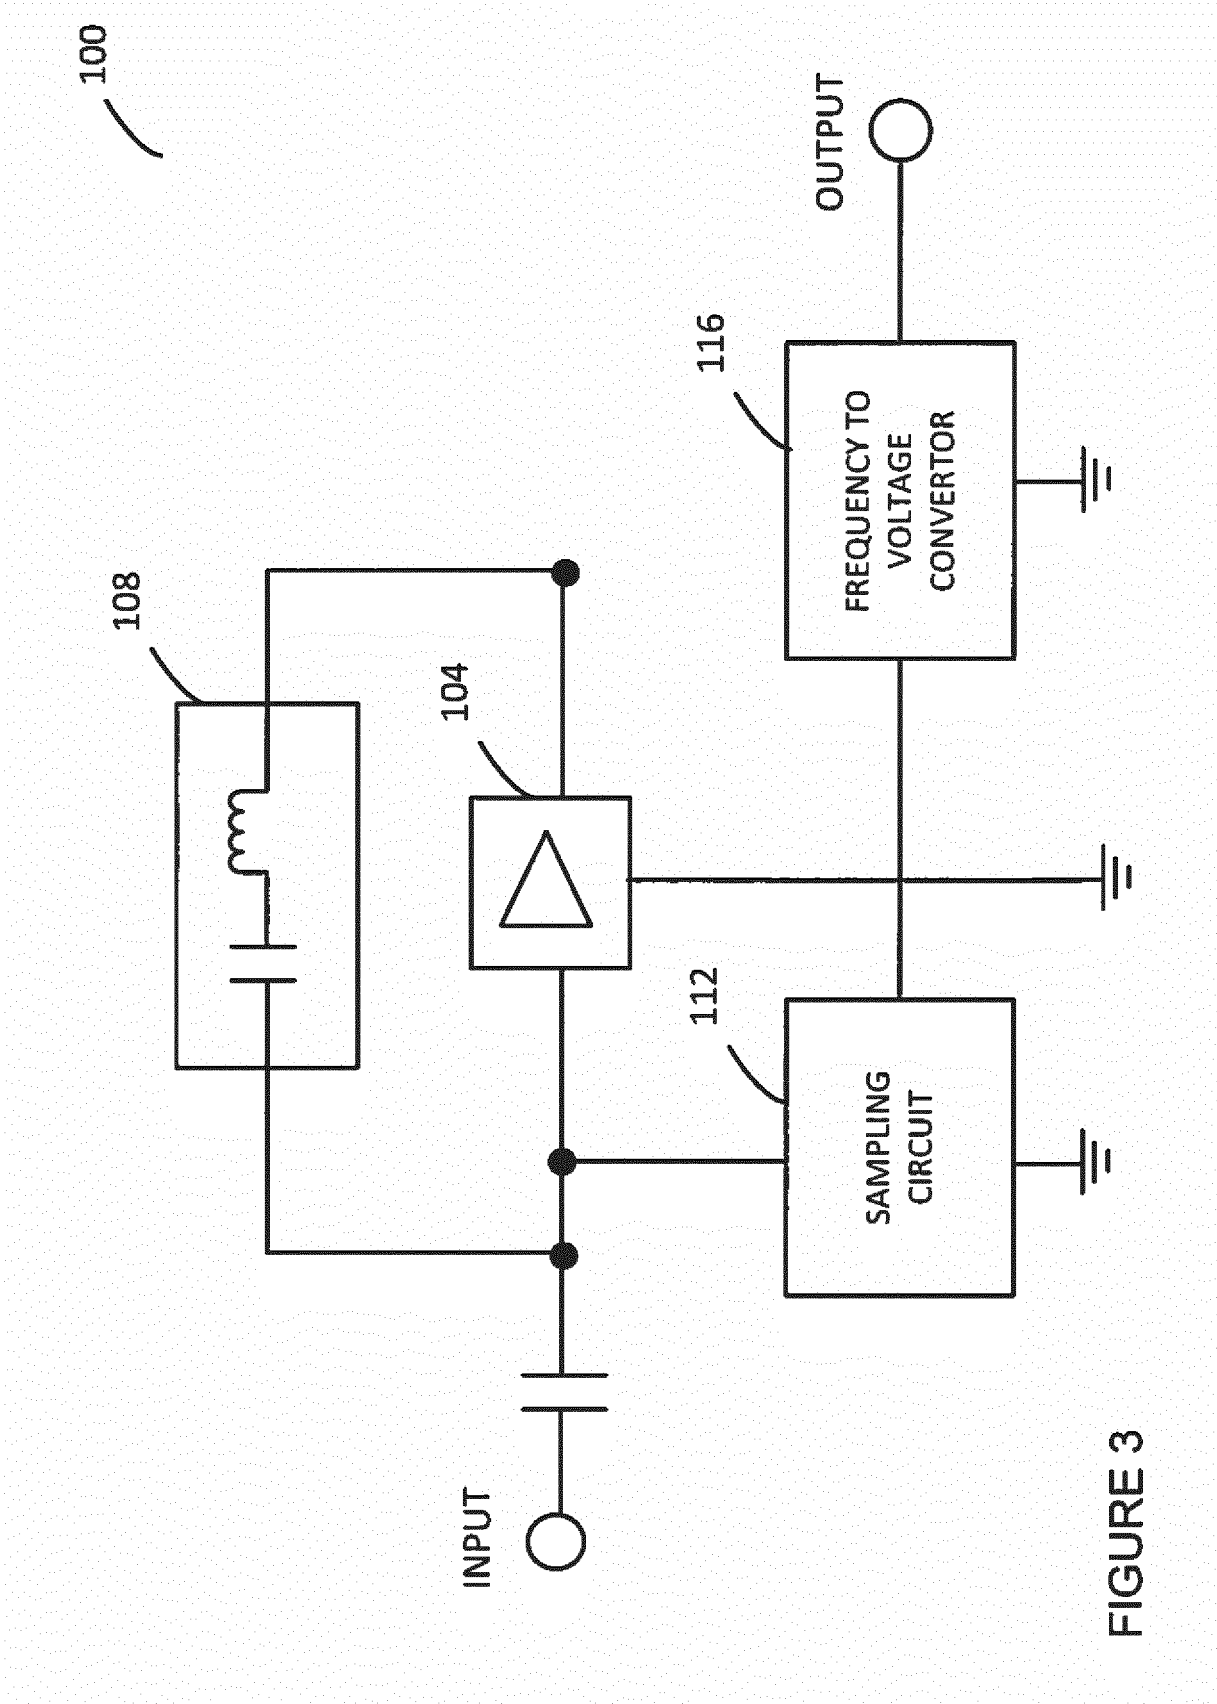 100
108
104
INPUT
112
116
OUTPUT
SAMPLING
CIRCUIT
FREQUENCY TO
VOLTAGE
CONVERTOR
FIGURE 3